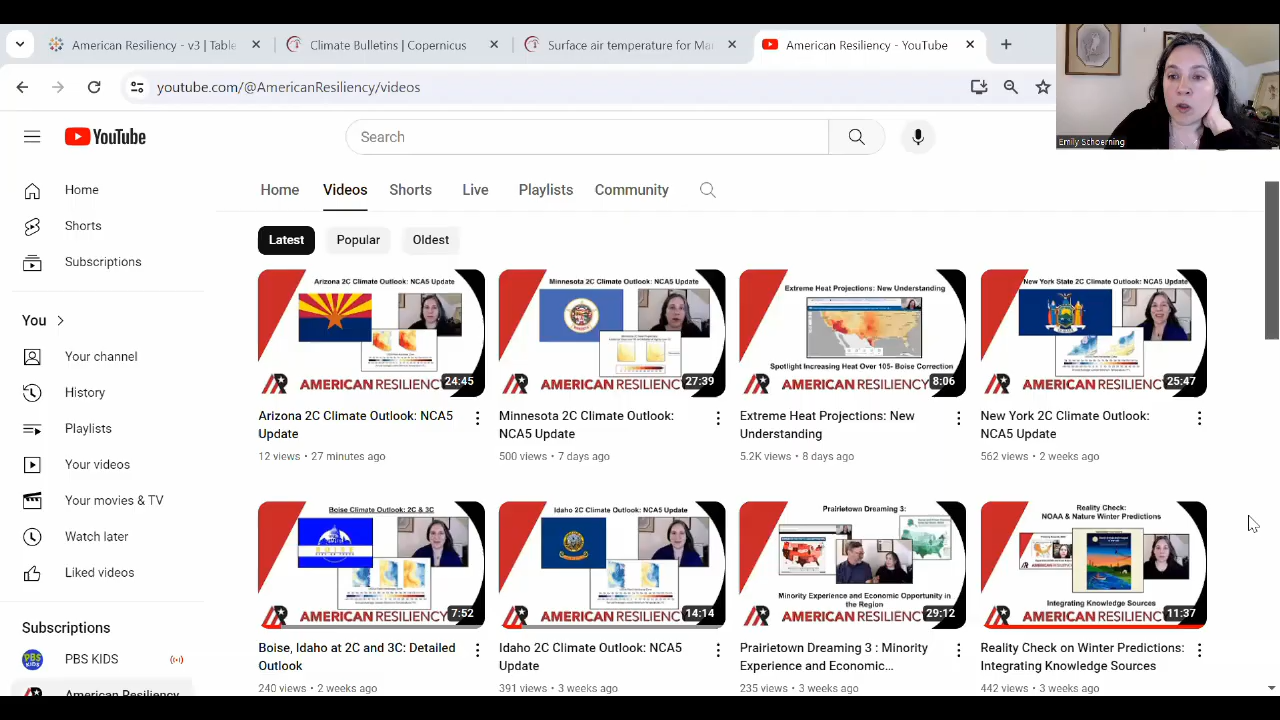 American Resiliency - v3 | Table
Climate Bulletins | Copernicus
Surface air temperature for Mar
American Resiliency - YouTube
youtube.com/@AmericanResiliency/videos
Emily Schoerning
YouTube
Search
Home
Videos
Shorts
Live
Playlists
Community
Home
Shorts
Subscriptions
You
Your channel
History
Playlists
Your videos
Your movies & TV
Watch later
Liked videos
Subscriptions
PBS KIDS
American Resiliency
Latest
Popular
Oldest
Arizona 2C Climate Outlook: NCA5 Update
AMERICAN RESILIENCY
24:45
Arizona 2C Climate Outlook: NCA5
Update
12 views • 27 minutes ago
Minnesota 2C Climate Outlook: NCA5 Update
AMERICAN RESILIENCY
27:39
Minnesota 2C Climate Outlook:
NCA5 Update
500 views • 7 days ago
Extreme Heat Projections: New Understanding
Spotlight Increasing Heat Over 105- Boise Correction
AMERICAN RESILIENCY
8:06
Extreme Heat Projections: New
Understanding
5.2K views • 8 days ago
New York State 2C Climate Outlook: NCA5 Update
AMERICAN RESILIENCY
25:47
New York 2C Climate Outlook:
NCA5 Update
562 views • 2 weeks ago
Boise Climate Outlook: 2C & 3C
AMERICAN RESILIENCY
7:52
Boise, Idaho at 2C and 3C: Detailed
Outlook
240 views • 2 weeks ago
Idaho 2C Climate Outlook: NCA5 Update
AMERICAN RESILIENCY
14:14
Idaho 2C Climate Outlook: NCA5
Update
391 views • 3 weeks ago
Prairietown Dreaming 3:
Minority Experience and Economic Opportunity in
the Region
AMERICAN RESILIENCY
29:12
Prairietown Dreaming 3 : Minority
Experience and Economic...
235 views • 3 weeks ago
Reality Check:
NOAA & Nature Winter Predictions
Integrating Knowledge Sources
AMERICAN RESILIENCY
11:37
Reality Check on Winter Predictions:
Integrating Knowledge Sources
442 views • 3 weeks ago